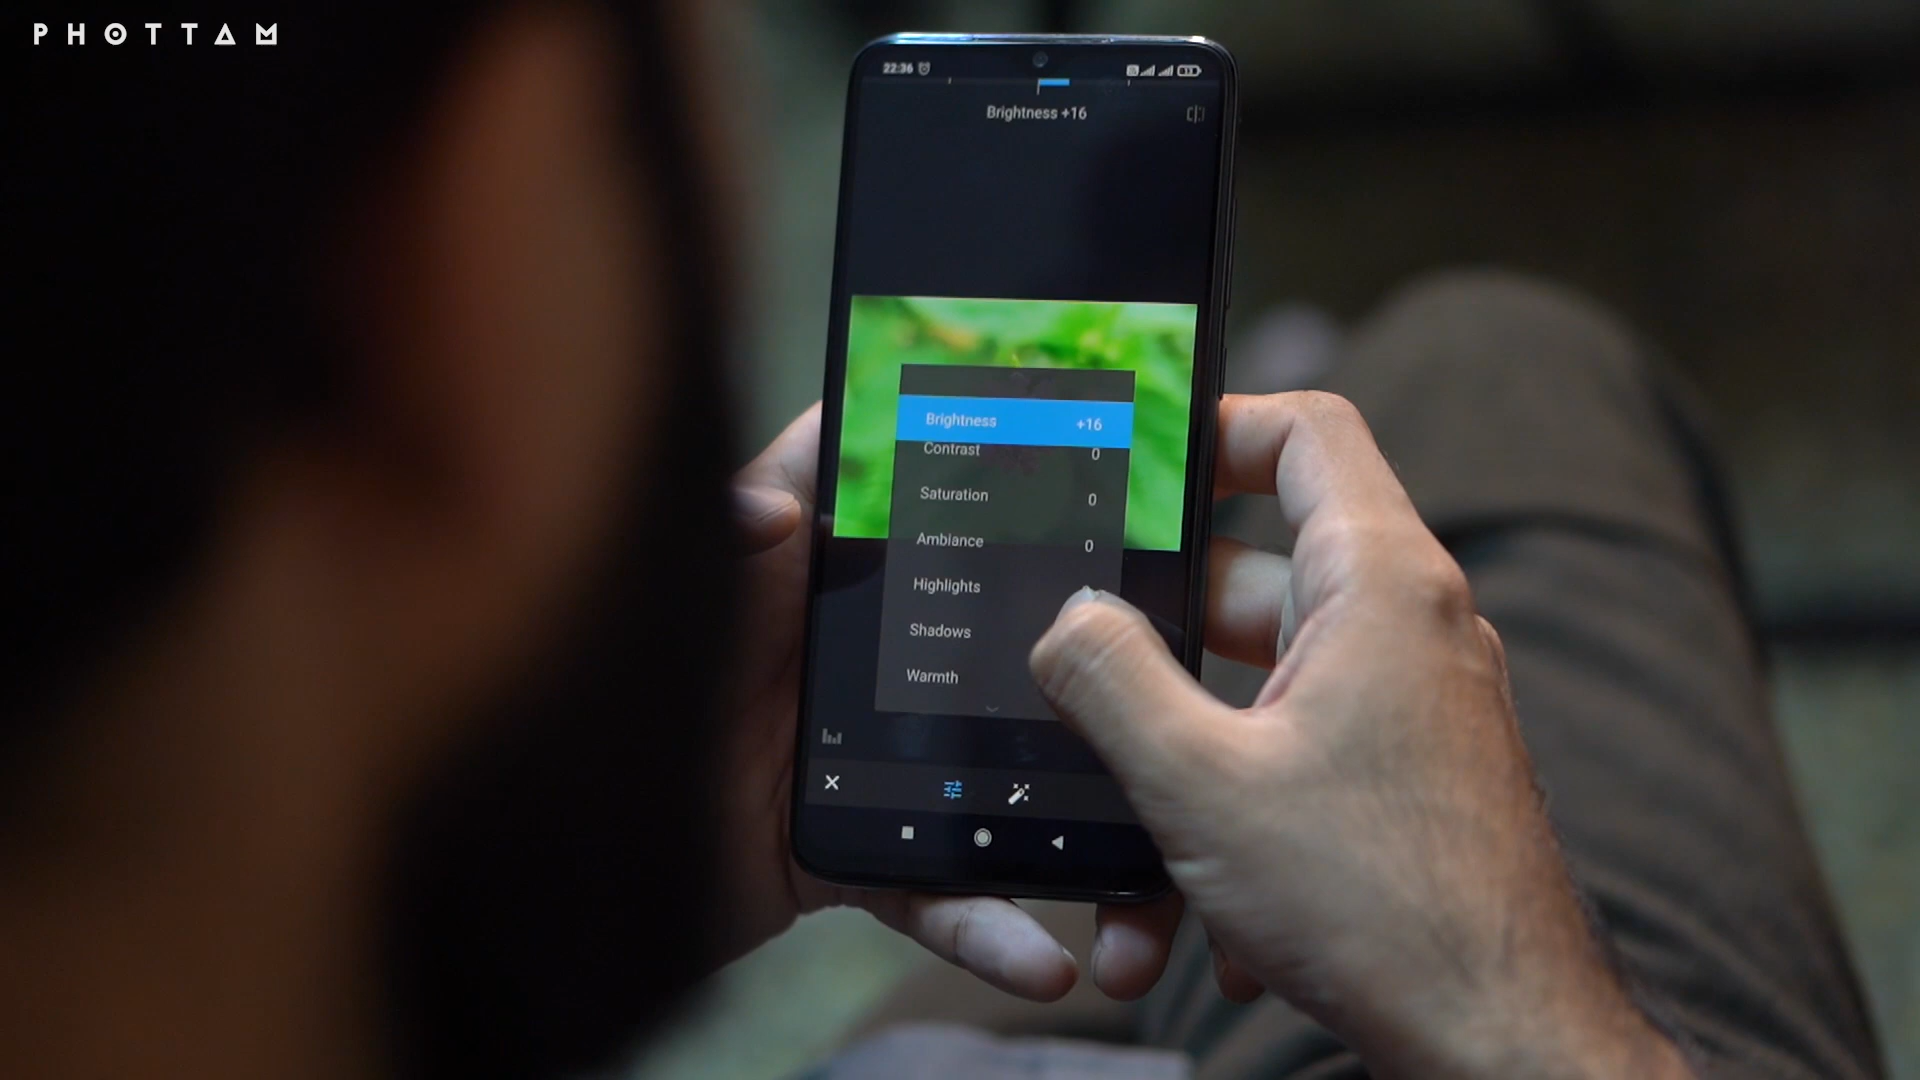 PHOTTAM
22:36
Brightness +16
Brightness +16
Contrast 0
Saturation 0
Ambiance 0
Highlights
Shadows
Warmth